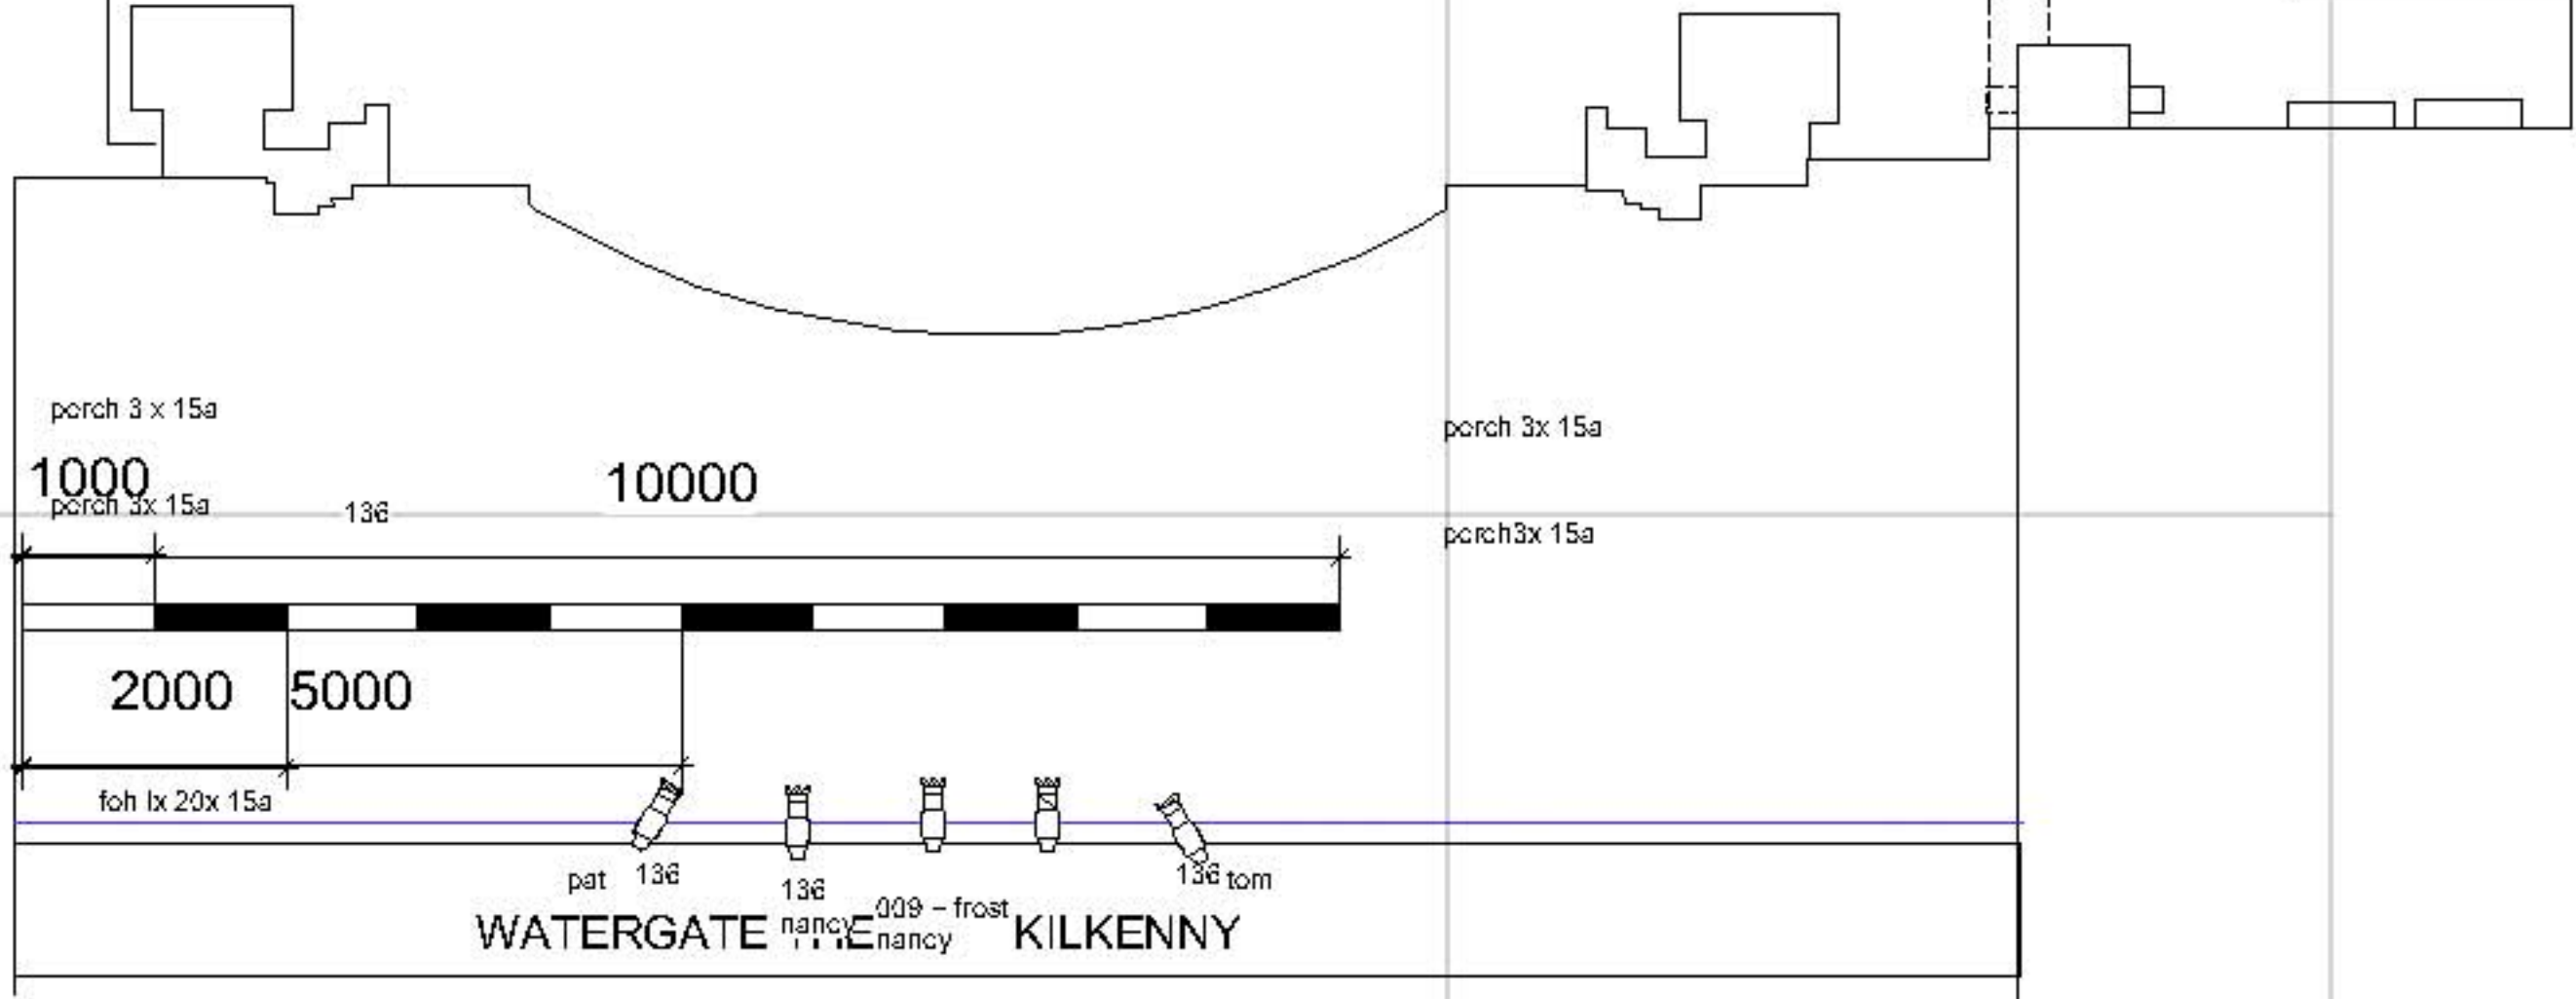 porch 3 x 15a
porch 3x 15a
1000
10000
porch 3x 15a
136
porch3x 15a
2000
5000
foh lx 20x 15a
pat
136
136
136
tom
009 - frost
WATERGATE
nancy
nancy
KILKENNY